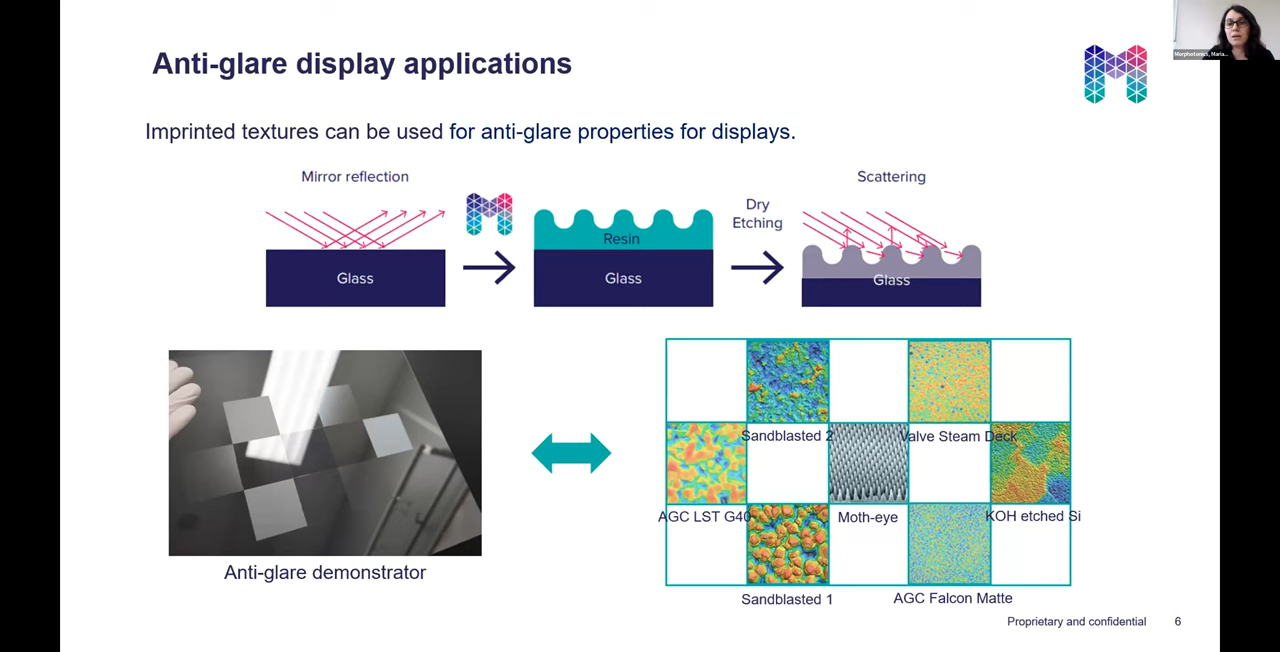 Anti-glare display applications
Morphotonics, Maria...
Imprinted textures can be used for anti-glare properties for displays.
Mirror reflection
Scattering
Dry
Etching
Resin
Glass
Glass
Glass
Sandblasted 2
Valve Steam Deck
AGC LST G40
Moth-eye
KOH etched Si
Anti-glare demonstrator
Sandblasted 1
AGC Falcon Matte
Proprietary and confidential
6